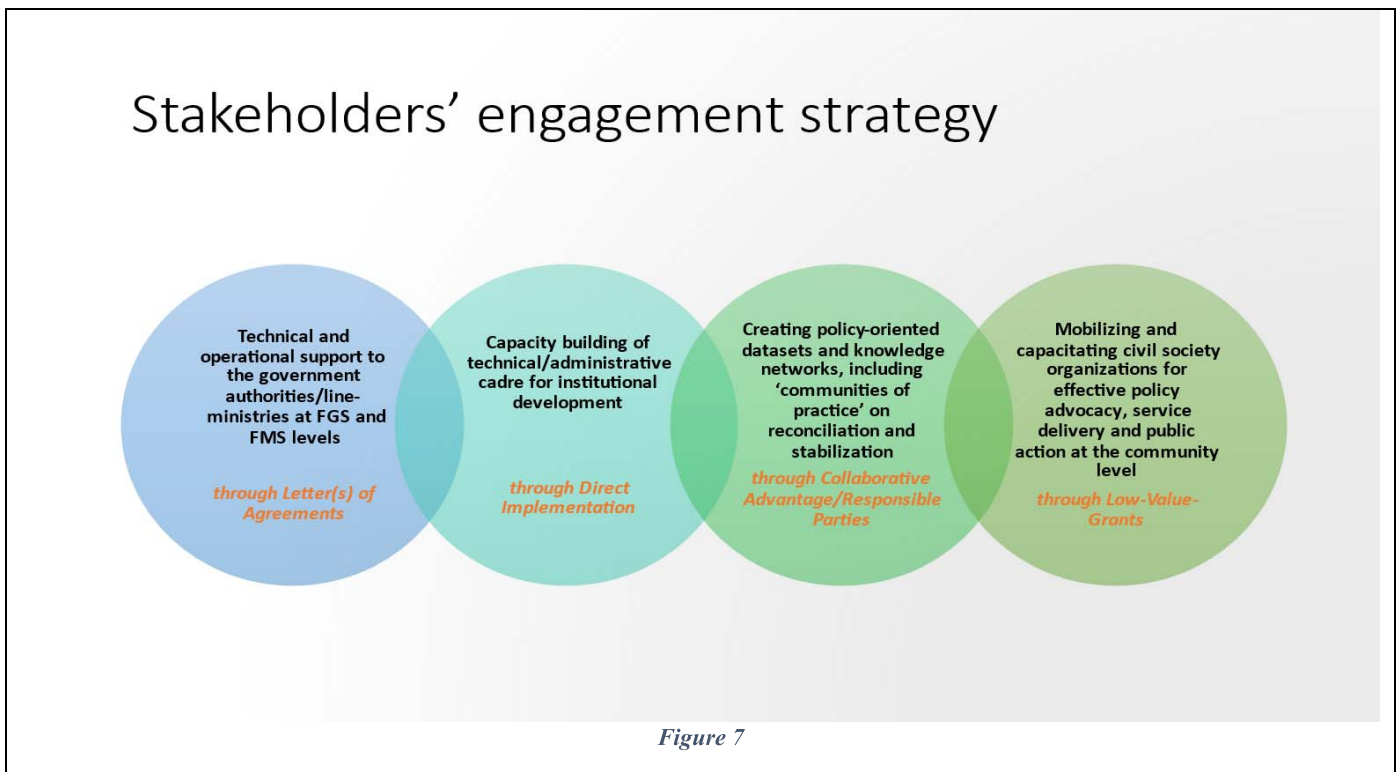 Stakeholders’ engagement strategy
Technical and
operational support to
the government
authorities/line-
ministries at FGS and
FMS levels
through Letter(s) of
Agreements
Capacity building of
technical/administrative
cadre for institutional
development
through Direct
Implementation
Creating policy-oriented
datasets and knowledge
networks, including
‘communities of
practice’ on
reconciliation and
stabilization
through Collaborative
Advantage/Responsible
Parties
Mobilizing and
capacitating civil society
organizations for
effective policy
advocacy, service
delivery and public
action at the community
level
through Low-Value-
Grants
Figure 7